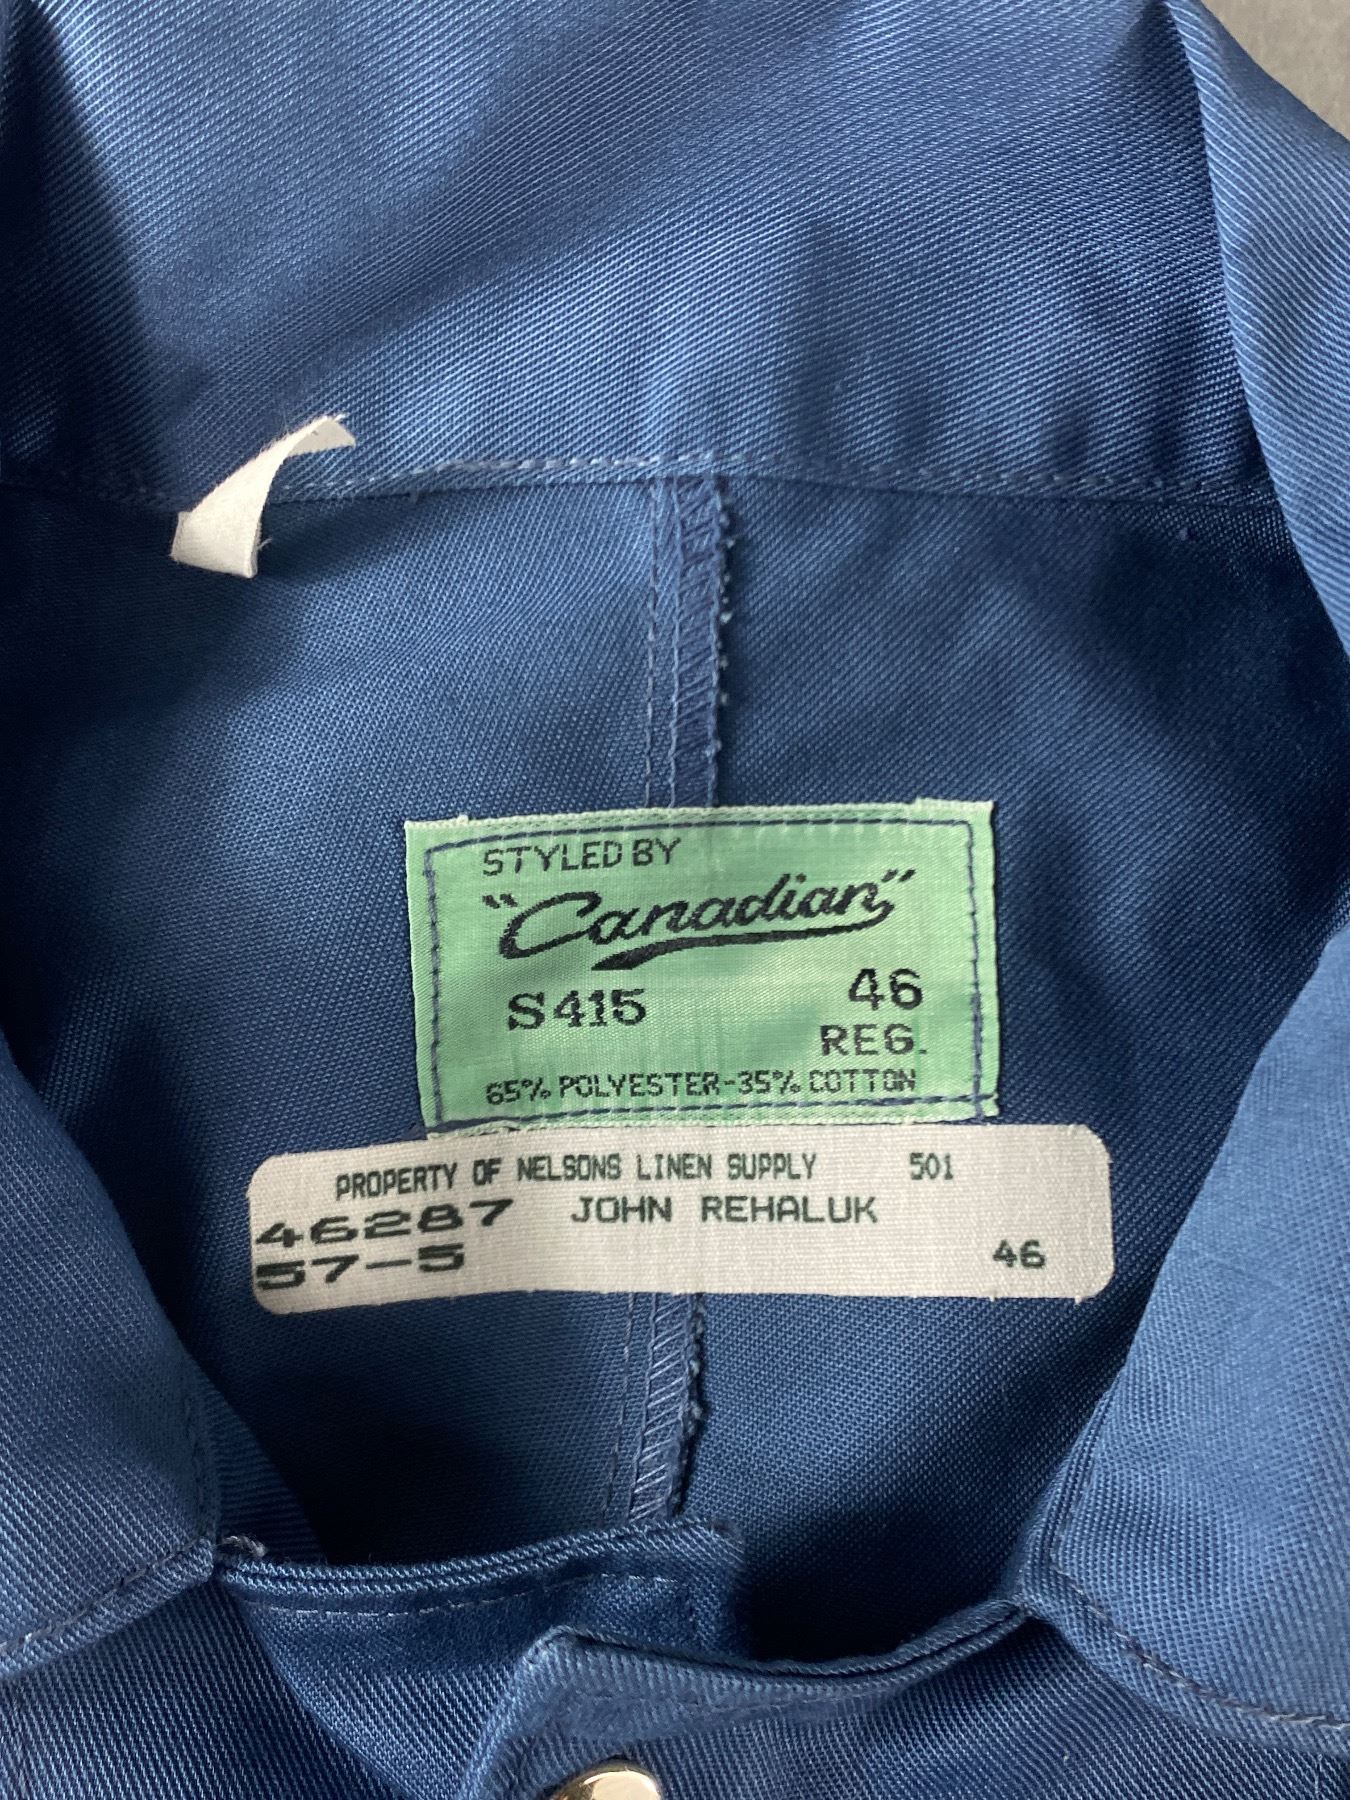 STYLED BY
"Canadian"
S415 46
REG.
65% POLYESTER-35% COTTON
PROPERTY OF NELSONS LINEN SUPPLY 501
46287 JOHN REHALUK
57-5 46